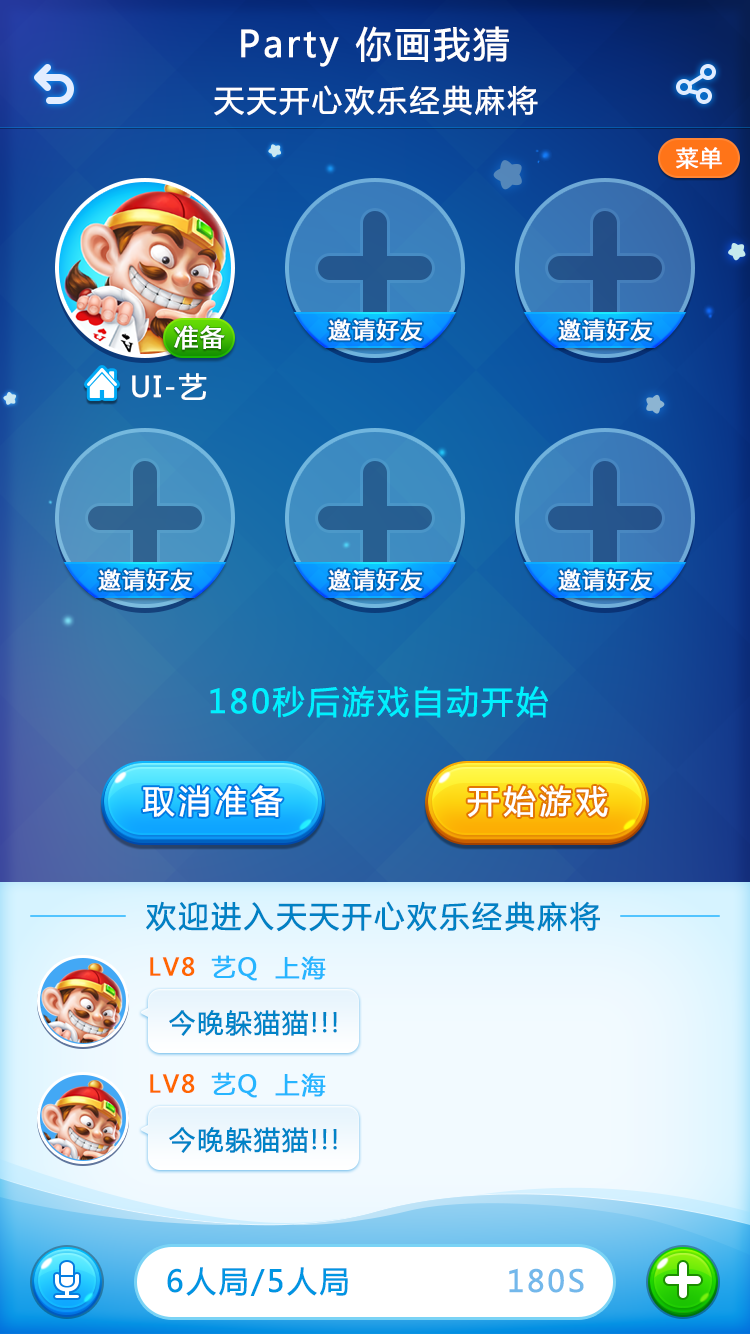 Party 你画我猜
天天开心欢乐经典麻将
菜单
准备
邀请好友
邀请好友
UI-艺
邀请好友
邀请好友
邀请好友
180秒后游戏自动开始
取消准备
开始游戏
欢迎进入天天开心欢乐经典麻将
LV8 艺Q 上海
今晚躲猫猫!!!
LV8 艺Q 上海
今晚躲猫猫!!!
6人局/5人局
180S